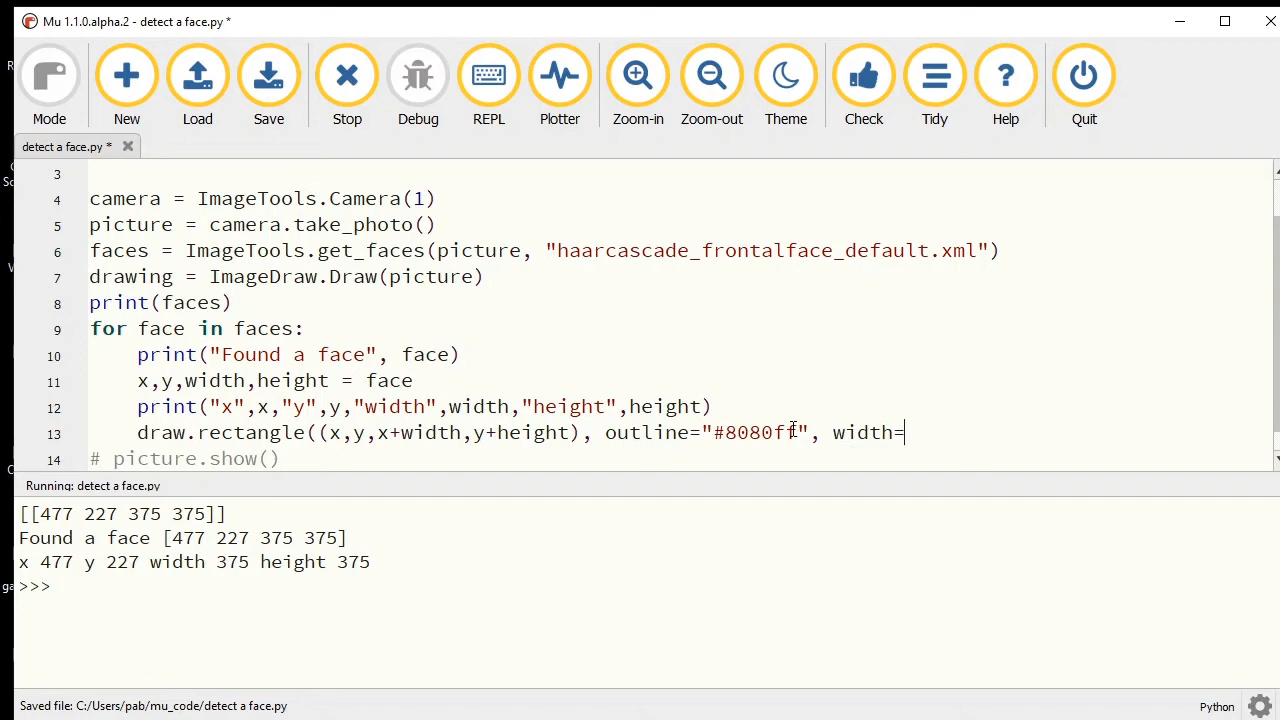 Mu 1.1.0.alpha.2 - detect a face.py *
Mode New Load Save Stop Debug REPL Plotter Zoom-in Zoom-out Theme Check Tidy Help Quit
detect a face.py *
3
4 camera = ImageTools.Camera(1)
5 picture = camera.take_photo()
6 faces = ImageTools.get_faces(picture, "haarcascade_frontalface_default.xml")
7 drawing = ImageDraw.Draw(picture)
8 print(faces)
9 for face in faces:
10 print("Found a face", face)
11 x,y,width,height = face
12 print("x",x,"y",y,"width",width,"height",height)
13 draw.rectangle((x,y,x+width,y+height), outline="#8080ff", width=
14 # picture.show()
Running: detect a face.py
[[477 227 375 375]]
Found a face [477 227 375 375]
x 477 y 227 width 375 height 375
>>>
Saved file: C:/Users/pab/mu_code/detect a face.py
Python